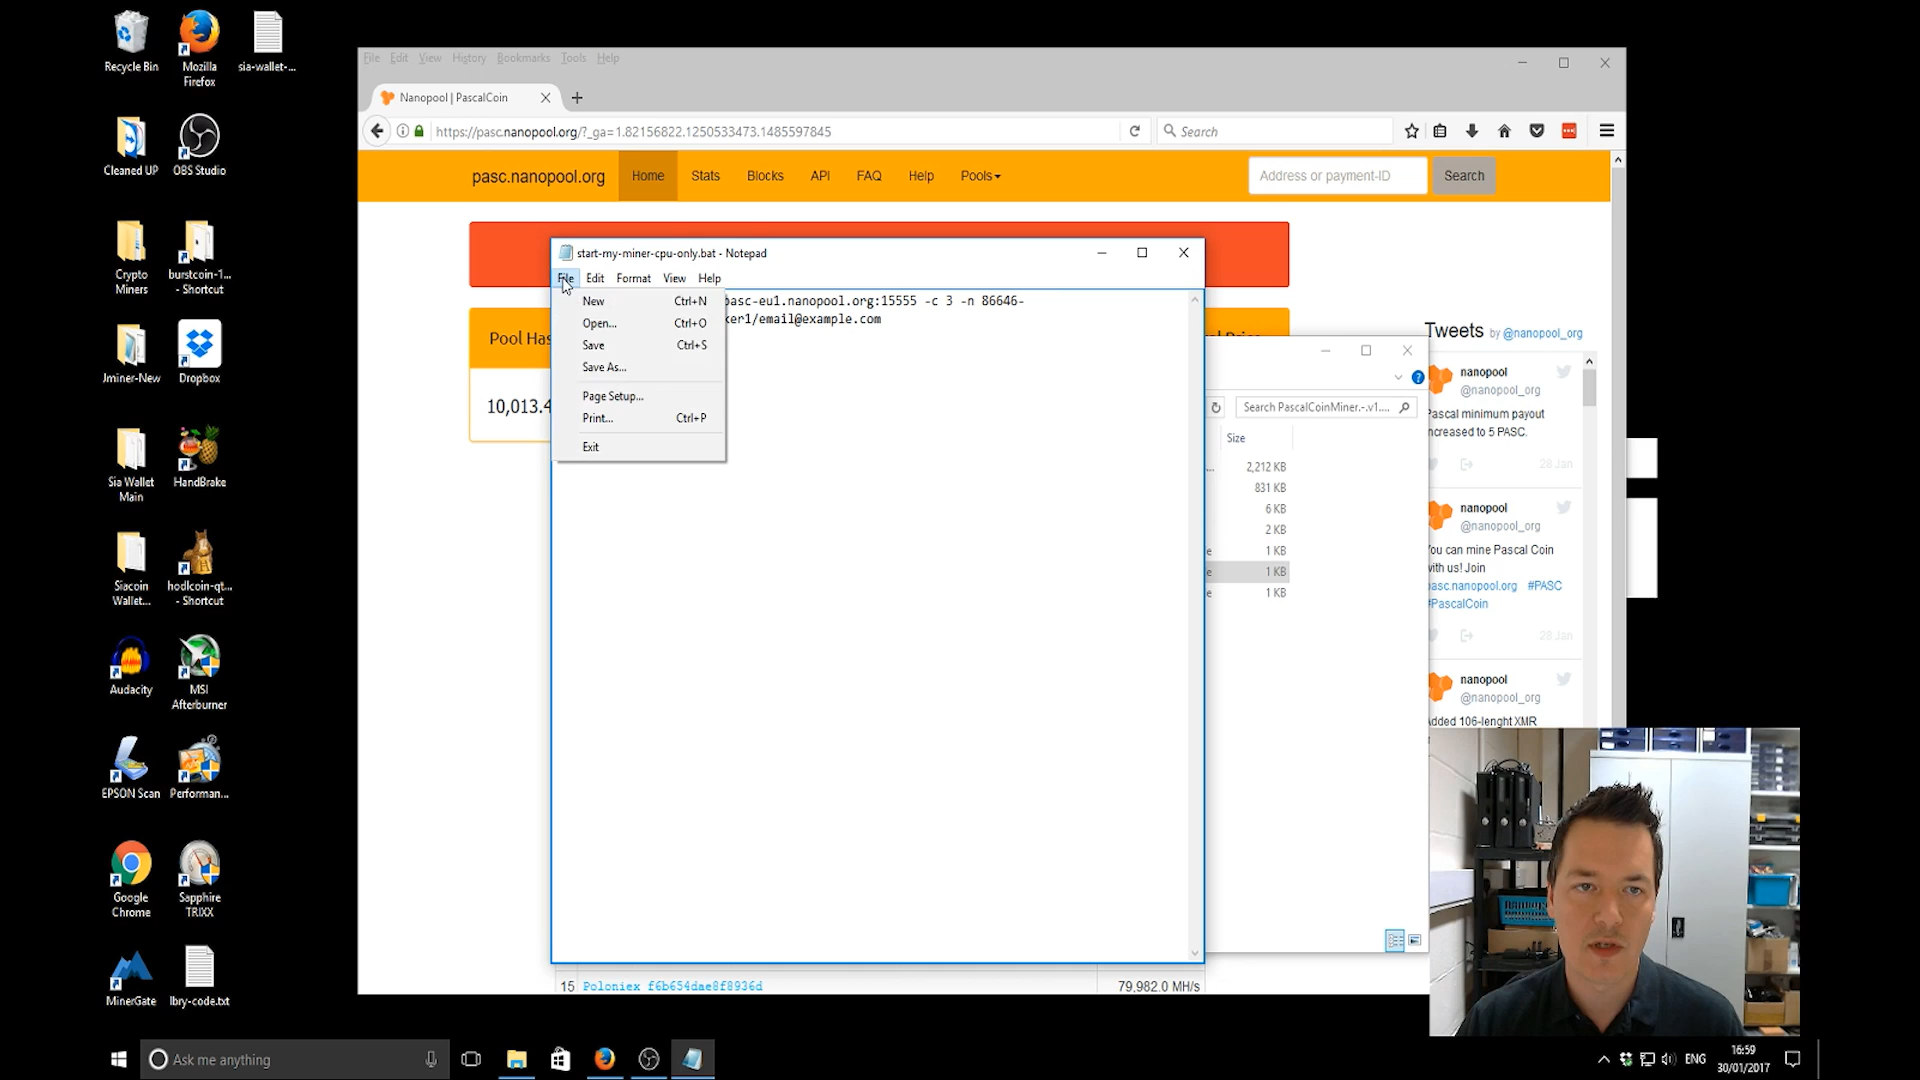 Recycle Bin
Mozilla Firefox
sia-wallet-...
Cleaned UP
OBS Studio
Crypto Miners
burstcoin-1... - Shortcut
Jminer-New
Dropbox
Sia Wallet Main
HandBrake
Siacoin Wallet...
hodlcoin-qt... - Shortcut
Audacity
MSI Afterburner
EPSON Scan
Performan...
Google Chrome
Sapphire TRIXX
MinerGate
lbry-code.txt
File Edit View History Bookmarks Tools Help
Nanopool | PascalCoin
https://pasc.nanopool.org/?_ga=1.82156822.1250533473.1485597845
Search
pasc.nanopool.org Home Stats Blocks API FAQ Help Pools
Address or payment-ID
Search
start-my-miner-cpu-only.bat - Notepad
File Edit Format View Help
pasc-eu1.nanopool.org:15555 -c 3 -n 86646-
ker1/email@example.com
New Ctrl+N
Open... Ctrl+O
Save Ctrl+S
Save As...
Page Setup...
Print... Ctrl+P
Exit
Pool Has
10,013.4
Search PascalCoinMiner.-.v1....
Size
2,212 KB
831 KB
6 KB
2 KB
1 KB
1 KB
1 KB
Tweets by @nanopool_org
nanopool
@nanopool_org
Pascal minimum payout
increased to 5 PASC.
28 Jan
nanopool
@nanopool_org
You can mine Pascal Coin
with us! Join
pasc.nanopool.org #PASC
#PascalCoin
28 Jan
nanopool
@nanopool_org
Added 106-lenght XMR
15 Poloniex f6b654dae8f8936d 79,982.0 MH/s
Ask me anything
ENG
16:59
30/01/2017